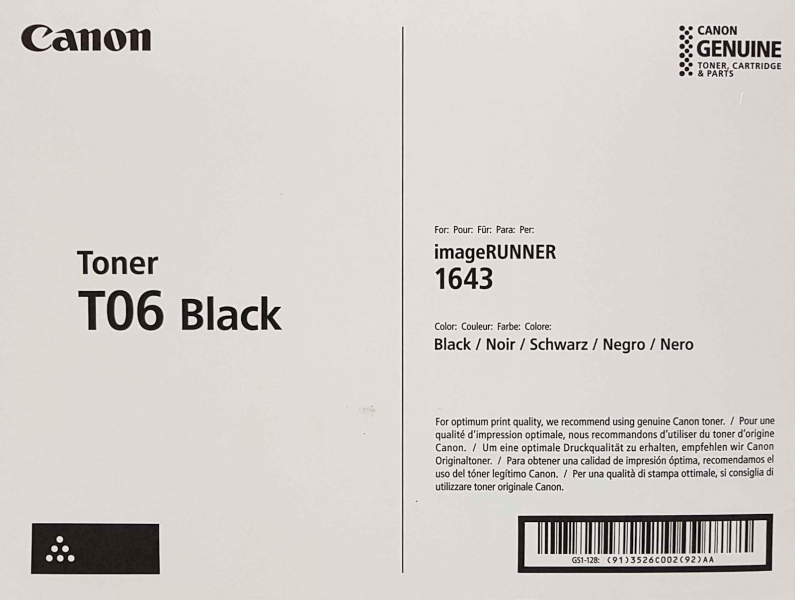 Canon
CANON
GENUINE
TONER, CARTRIDGE
& PARTS
Toner
T06 Black
For: Pour: Für: Para: Per:
imageRUNNER
1643
Color: Couleur: Farbe: Colore:
Black / Noir / Schwarz / Negro / Nero
For optimum print quality, we recommend using genuine Canon toner. / Pour une
qualité d'impression optimale, nous recommandons d'utiliser du toner d'origine
Canon. / Um eine optimale Druckqualität zu erhalten, empfehlen wir Canon
Originaltoner. / Para obtener una calidad de impresión óptima, recomendamos el
uso del tóner legítimo Canon. / Per una qualità di stampa ottimale, si consiglia di
utilizzare toner originale Canon.
GS1-128: (91)3526C002(92)AA